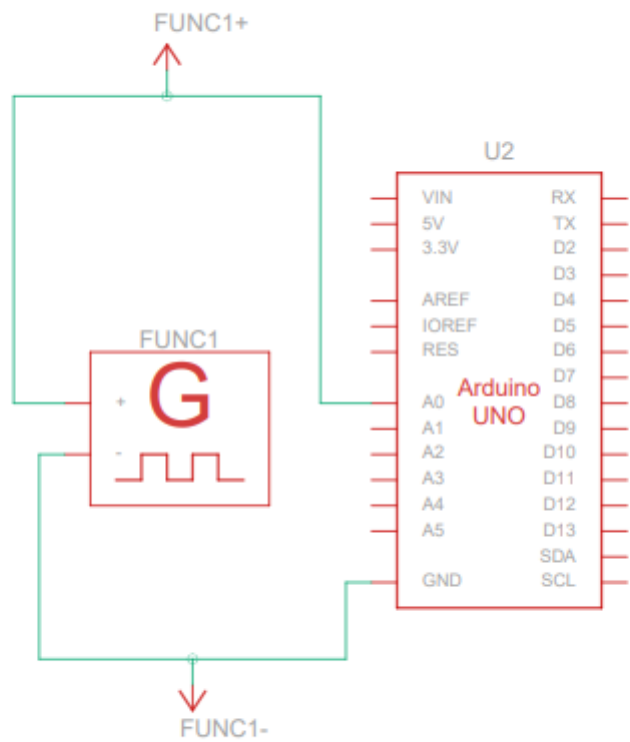 FUNC1+
U2
VIN RX
5V TX
3.3V D2
D3
AREF D4
IOREF D5
RES D6
D7
A0 D8
A1 D9
A2 D10
A3 D11
A4 D12
A5 D13
SDA
GND SCL
Arduino
UNO
FUNC1
G
+
-
FUNC1-